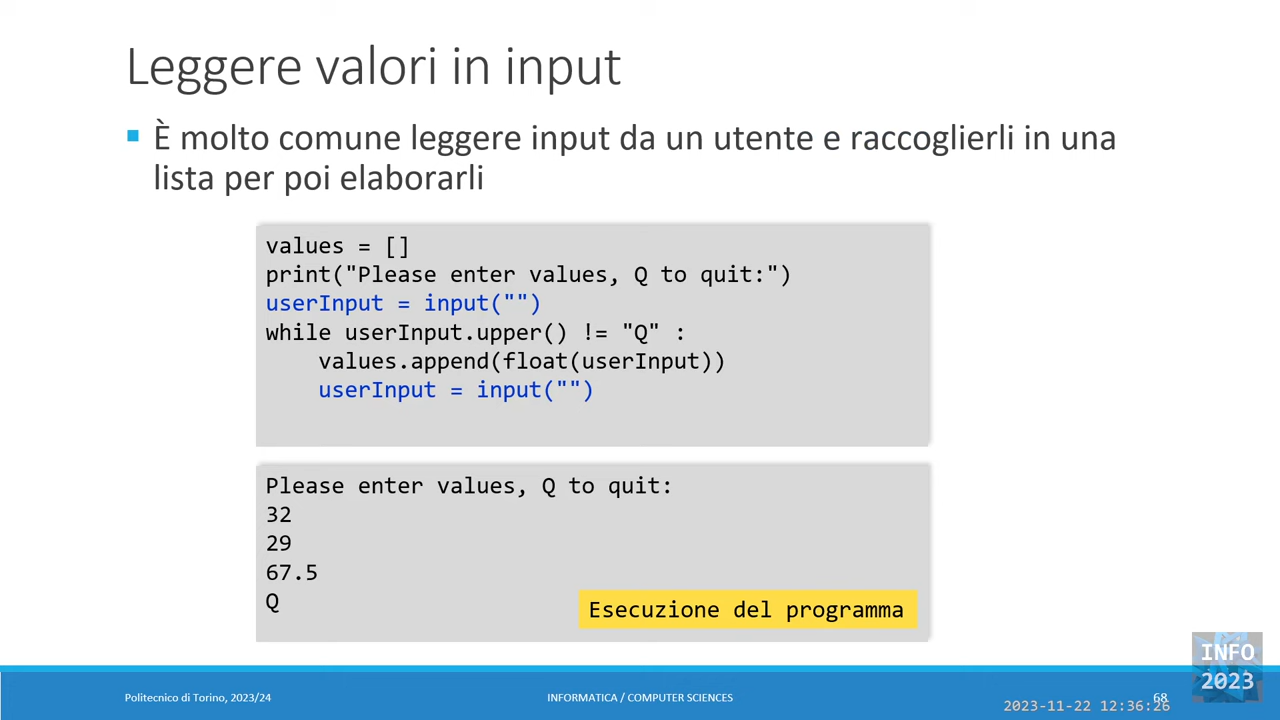 Leggere valori in input
È molto comune leggere input da un utente e raccoglierli in una
lista per poi elaborarli
values = []
print("Please enter values, Q to quit:")
userInput = input("")
while userInput.upper() != "Q" :
    values.append(float(userInput))
    userInput = input("")
Please enter values, Q to quit:
32
29
67.5
Q
Esecuzione del programma
INFO
2023
Politecnico di Torino, 2023/24
INFORMATICA / COMPUTER SCIENCES
68
2023-11-22 12:36:26